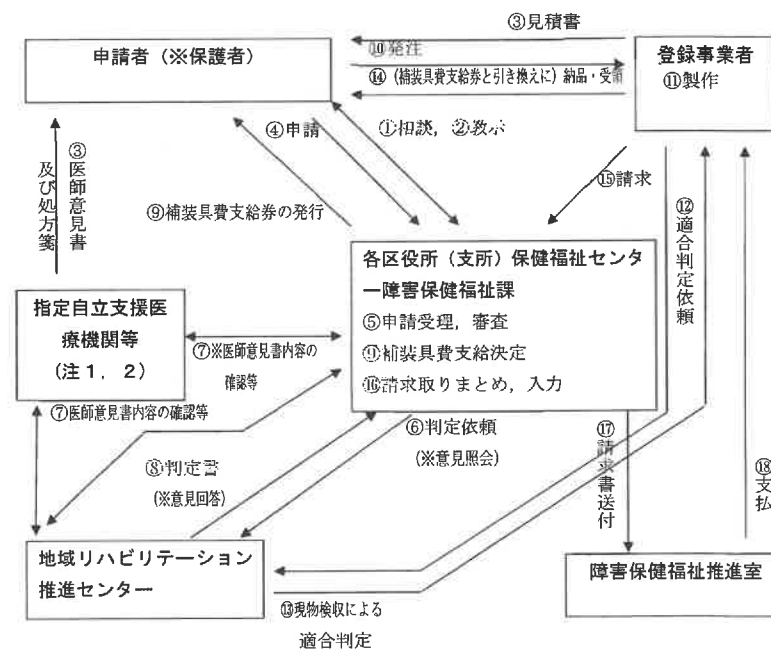 ③見積書
申請者（※保護者）
⑩発注
登録事業者
⑪製作
⑭（補装具費支給券と引き換えに）納品・受領
④申請
①相談，②教示
③医師意見書
及び処方箋
⑨補装具費支給券の発行
⑮請求
⑫適合判定依頼
各区役所（支所）保健福祉センタ
ー障害保健福祉課
⑤申請受理，審査
⑨補装具費支給決定
⑯請求取りまとめ，入力
指定自立支援医
療機関等
（注１，２）
⑦※医師意見書内容の
確認等
⑦医師意見書内容の確認等
⑥判定依頼
（※意見照会）
⑧判定書
（※意見回答）
⑰請求書送付
⑱支払
地域リハビリテーション
推進センター
障害保健福祉推進室
⑬現物検収による
適合判定